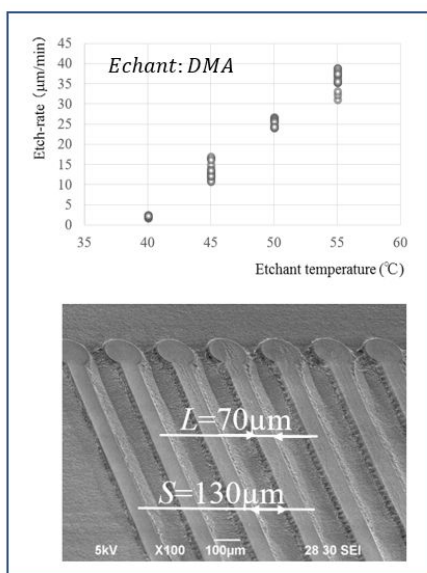 45
40
35
30
25
20
15
10
5
0
Etch-rate (μm/min)
Echant: DMA
35 40 45 50 55 60
Etchant temperature (℃)
L=70μm
S=130μm
5kV X100 100μm 28 30 SEI